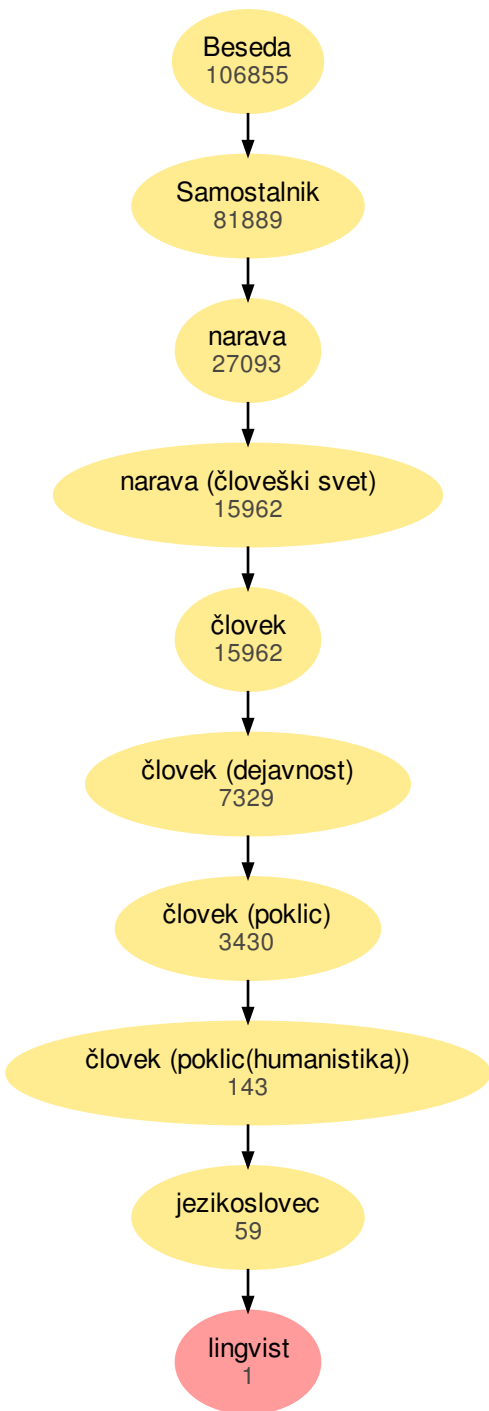 Beseda
106855
Samostalnik
81889
narava
27093
narava (človeški svet)
15962
človek
15962
človek (dejavnost)
7329
človek (poklic)
3430
človek (poklic(humanistika))
143
jezikoslovec
59
lingvist
1